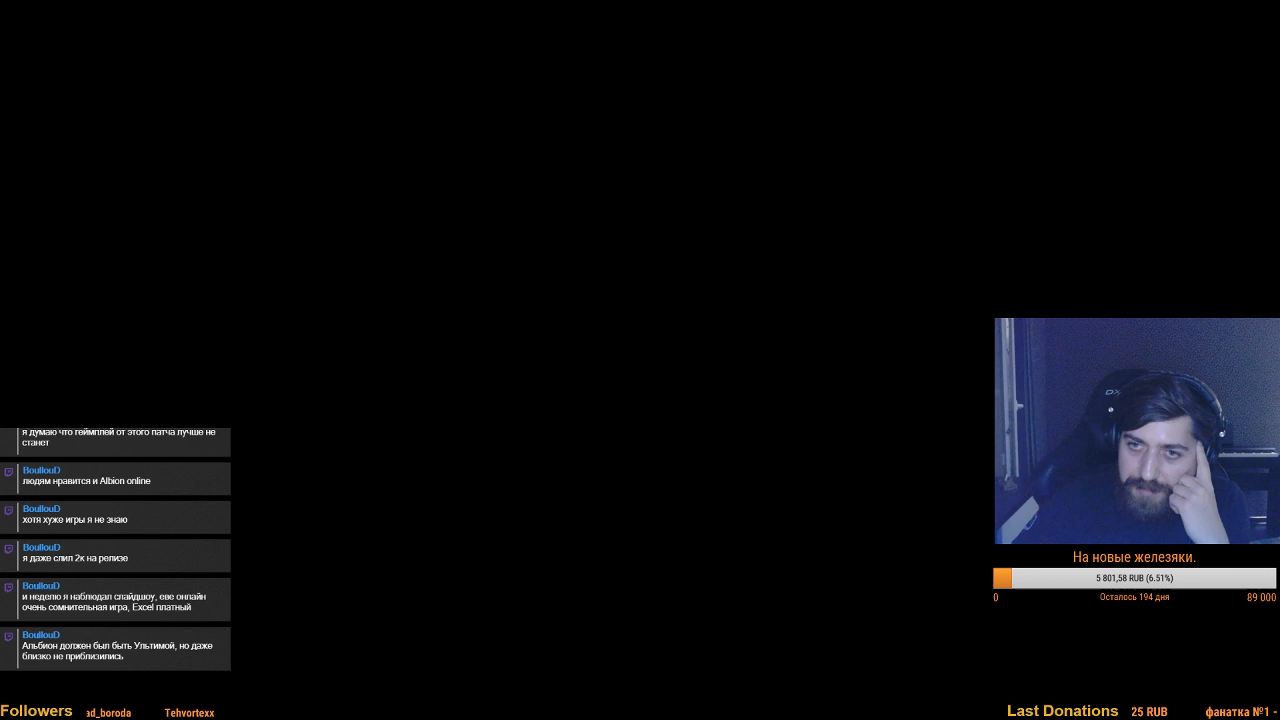 я думаю что геймплей от этого патча лучше не
станет
BoullouD
людям нравится и Albion online
BoullouD
хотя хуже игры я не знаю
BoullouD
я даже слил 2к на релизе
BoullouD
и неделю я наблюдал слайдшоу, еве онлайн
очень сомнительная игра, Excel платный
BoullouD
Альбион должен был быть Ультимой, но даже
близко не приблизились
На новые железяки.
5 801,58 RUB (6.51%)
0 Осталось 194 дня 89 000
Followers ad_boroda Tehvortexx
Last Donations 25 RUB фанатка №1 -